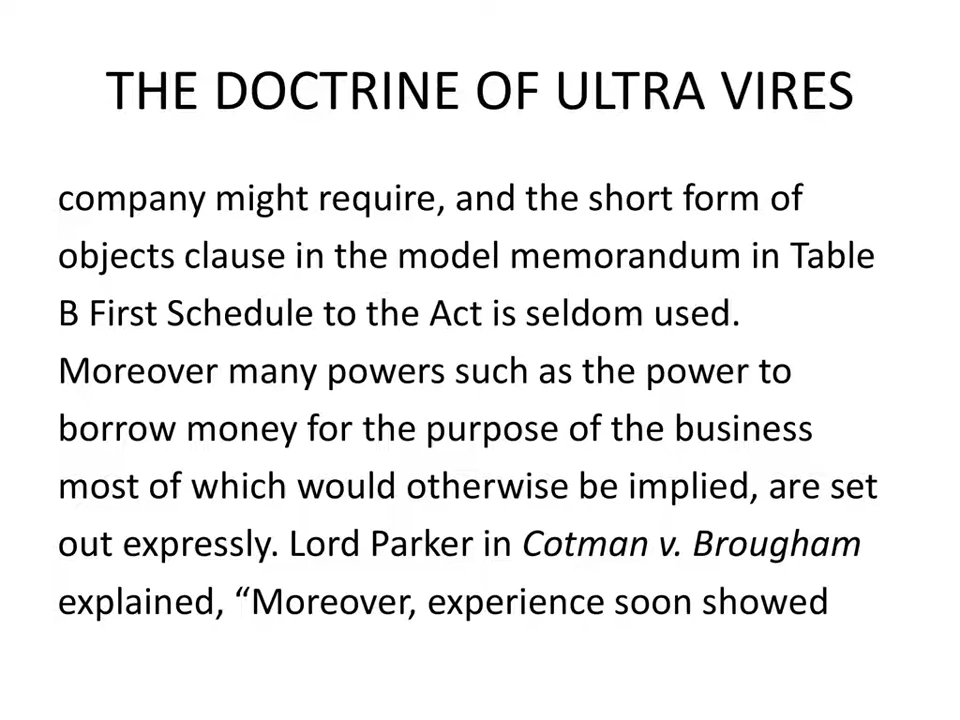 THE DOCTRINE OF ULTRA VIRES
company might require, and the short form of
objects clause in the model memorandum in Table
B First Schedule to the Act is seldom used.
Moreover many powers such as the power to
borrow money for the purpose of the business
most of which would otherwise be implied, are set
out expressly. Lord Parker in Cotman v. Brougham
explained, “Moreover, experience soon showed